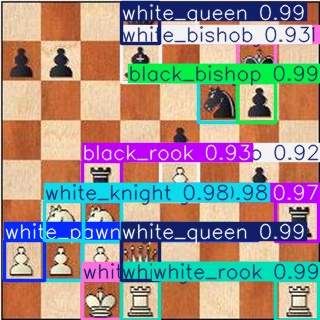 white_queen 0.99
white_bishob 0.93
black_bishop 0.99
black_rook 0.93 0.92
white_knight 0.98 .98 0.97
white_pawn white_queen 0.99
whit whi white_rook 0.99